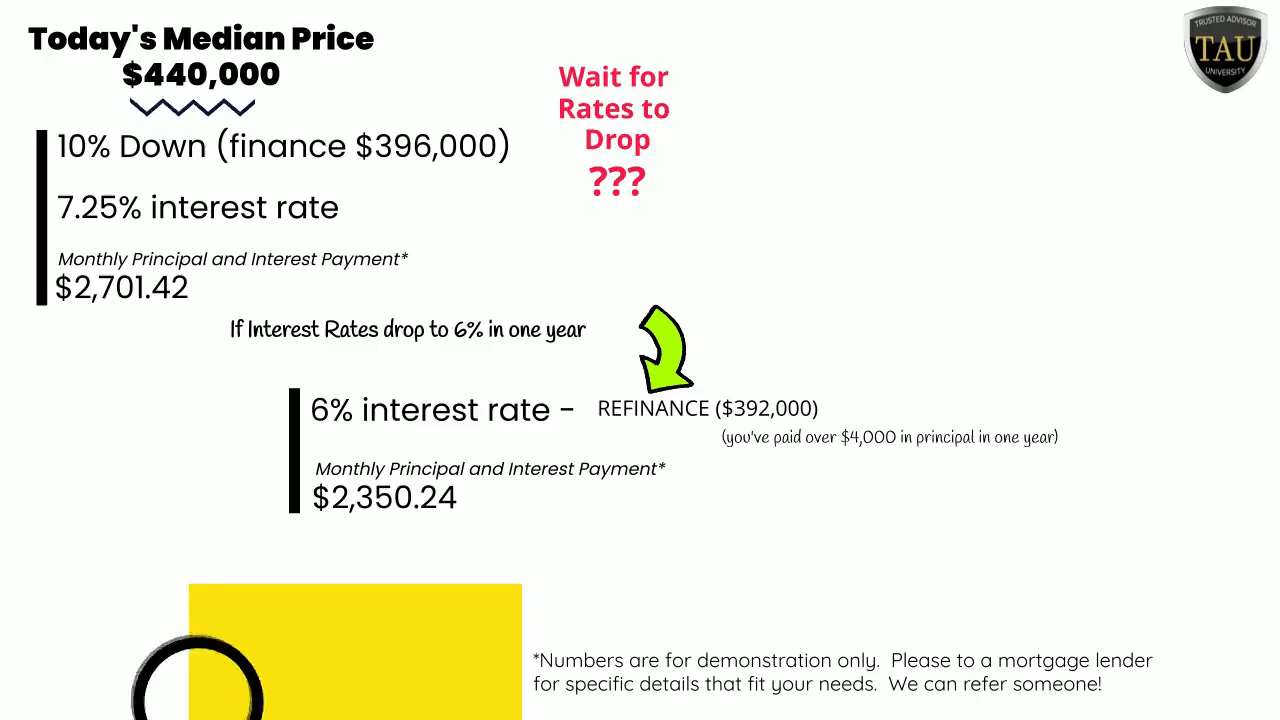 Today's Median Price
$440,000
10% Down (finance $396,000)
7.25% interest rate
Monthly Principal and Interest Payment*
$2,701.42
Wait for
Rates to
Drop
???
TRUSTED ADVISOR
TAU
UNIVERSITY
If Interest Rates drop to 6% in one year
6% interest rate - REFINANCE ($392,000)
(you've paid over $4,000 in principal in one year)
Monthly Principal and Interest Payment*
$2,350.24
*Numbers are for demonstration only. Please to a mortgage lender
for specific details that fit your needs. We can refer someone!